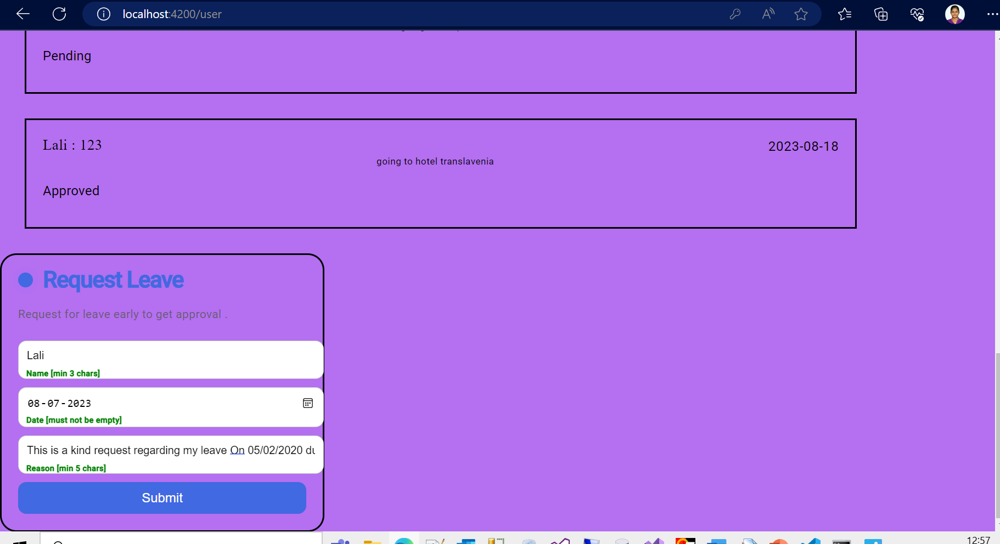 localhost:4200/user
Pending
Lali : 123
2023-08-18
going to hotel translavenia
Approved
Request Leave
Request for leave early to get approval .
Lali
Name [min 3 chars]
08-07-2023
Date [must not be empty]
This is a kind request regarding my leave On 05/02/2020 du
Reason [min 5 chars]
Submit
12:57